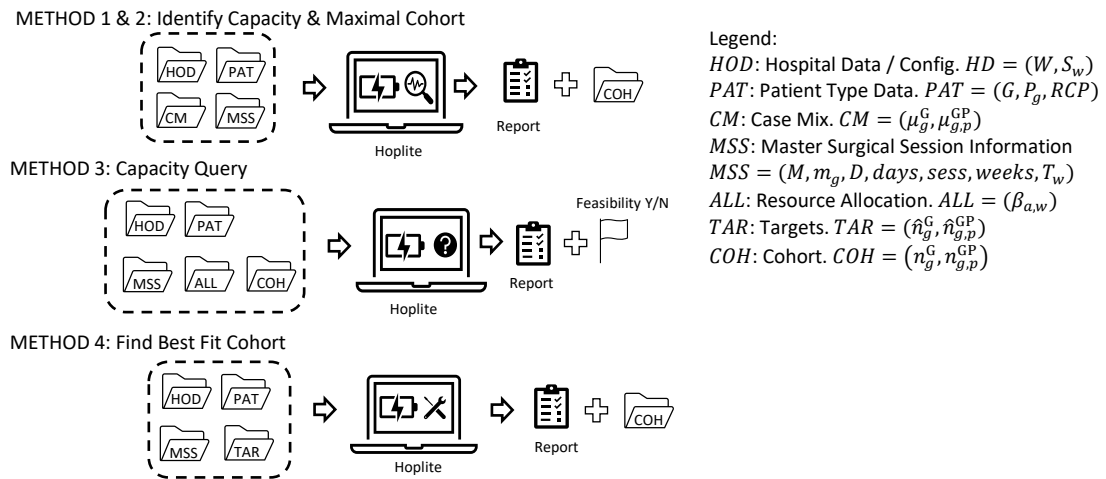 METHOD 1 & 2: Identify Capacity & Maximal Cohort
HOD
PAT
CM
MSS
Hoplite
Report
COH
METHOD 3: Capacity Query
HOD
PAT
MSS
ALL
COH
Hoplite
Report
Feasibility Y/N
METHOD 4: Find Best Fit Cohort
HOD
PAT
MSS
TAR
Hoplite
Report
COH
Legend:
HOD: Hospital Data / Config. HD = (W, S_w)
PAT: Patient Type Data. PAT = (G, P_g, RCP)
CM: Case Mix. CM = (μ_g^G, μ_{g,p}^{GP})
MSS: Master Surgical Session Information
MSS = (M, m_g, D, days, sess, weeks, T_w)
ALL: Resource Allocation. ALL = (β_{a,w})
TAR: Targets. TAR = (n̂_g^G, n̂_{g,p}^{GP})
COH: Cohort. COH = (n_g^G, n_{g,p}^{GP})